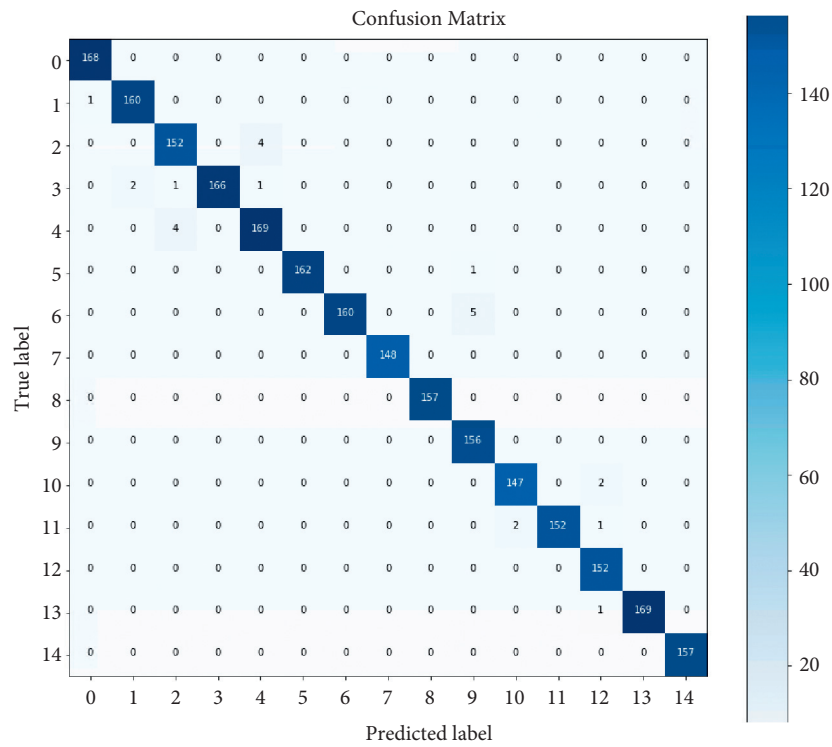 Confusion Matrix
0 168 0 0 0 0 0 0 0 0 0 0 0 0 0 0
1 1 160 0 0 0 0 0 0 0 0 0 0 0 0 0
2 0 0 152 0 4 0 0 0 0 0 0 0 0 0 0
3 0 2 1 166 1 0 0 0 0 0 0 0 0 0 0
4 0 0 4 0 169 0 0 0 0 0 0 0 0 0 0
5 0 0 0 0 0 162 0 0 0 1 0 0 0 0 0
6 0 0 0 0 0 0 160 0 0 5 0 0 0 0 0
7 0 0 0 0 0 0 0 148 0 0 0 0 0 0 0
8 0 0 0 0 0 0 0 0 157 0 0 0 0 0 0
9 0 0 0 0 0 0 0 0 0 156 0 0 0 0 0
10 0 0 0 0 0 0 0 0 0 0 147 0 2 0 0
11 0 0 0 0 0 0 0 0 0 0 2 152 1 0 0
12 0 0 0 0 0 0 0 0 0 0 0 0 152 0 0
13 0 0 0 0 0 0 0 0 0 0 0 0 1 169 0
14 0 0 0 0 0 0 0 0 0 0 0 0 0 0 157
0 1 2 3 4 5 6 7 8 9 10 11 12 13 14
Predicted label
True label
140
120
100
80
60
40
20